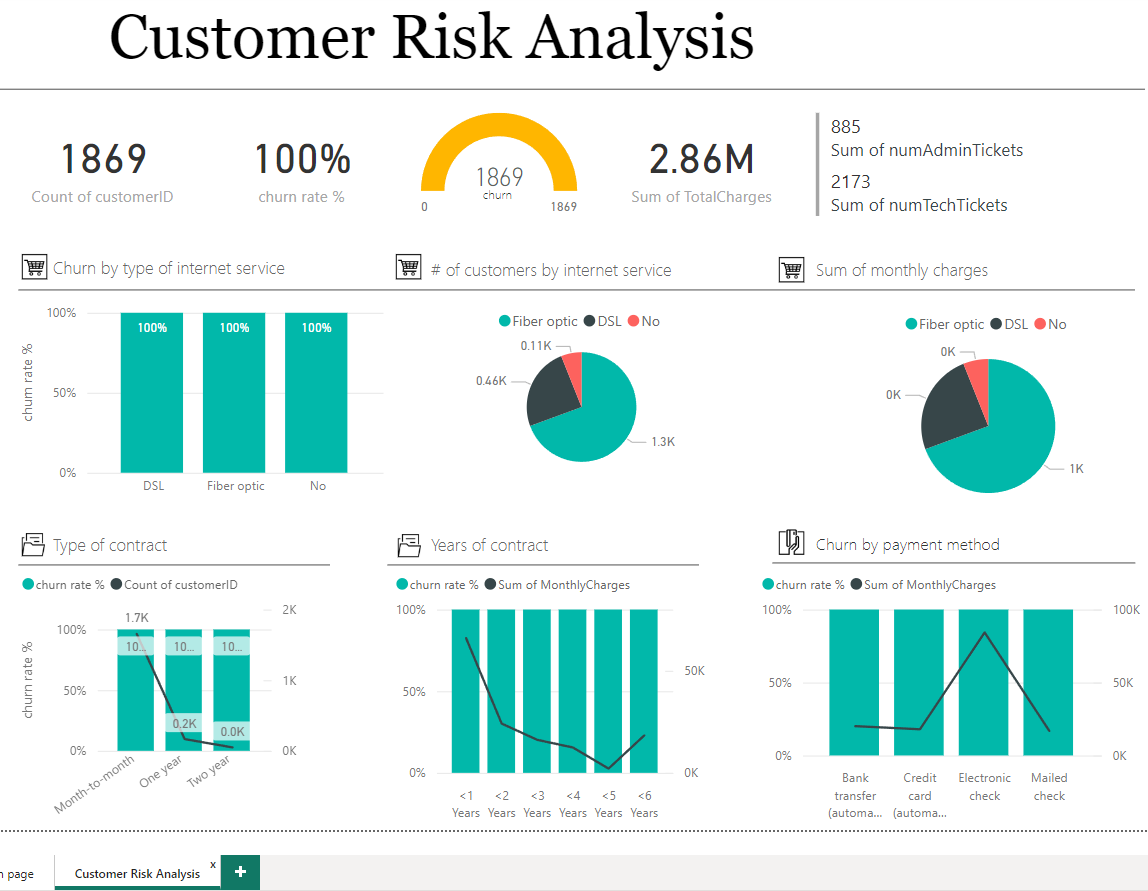 Customer Risk Analysis
1869
Count of customerID
100%
churn rate %
1869
churn
0
1869
2.86M
Sum of TotalCharges
885
Sum of numAdminTickets
2173
Sum of numTechTickets
Churn by type of internet service
churn rate %
100%
50%
0%
100%
100%
100%
DSL
Fiber optic
No
# of customers by internet service
Fiber optic DSL No
0.11K
0.46K
1.3K
Sum of monthly charges
Fiber optic DSL No
0K
0K
1K
Type of contract
churn rate % Count of customerID
churn rate %
100%
50%
0%
1.7K
10...
10...
10...
0.2K
0.0K
2K
1K
0K
Month-to-month
One year
Two year
Years of contract
churn rate % Sum of MonthlyCharges
100%
50%
0%
50K
0K
<1 Years
<2 Years
<3 Years
<4 Years
<5 Years
<6 Years
Churn by payment method
churn rate % Sum of MonthlyCharges
100%
50%
0%
100K
50K
0K
Bank
transfer
(automa...
Credit
card
(automa...
Electronic
check
Mailed
check
page
Customer Risk Analysis
x
+